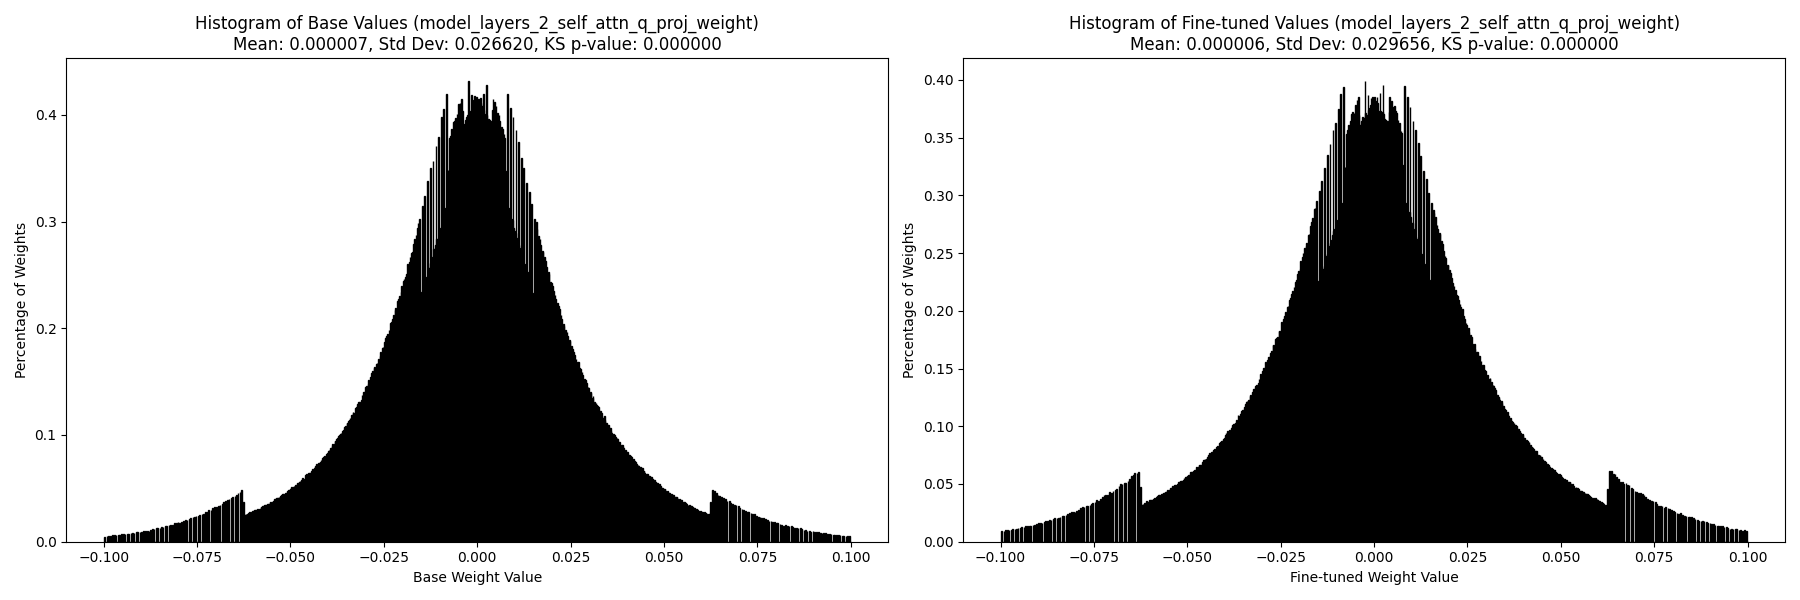 Histogram of Base Values (model_layers_2_self_attn_q_proj_weight)
Mean: 0.000007, Std Dev: 0.026620, KS p-value: 0.000000
Percentage of Weights
0.4
0.3
0.2
0.1
0.0
−0.100 −0.075 −0.050 −0.025 0.000 0.025 0.050 0.075 0.100
Base Weight Value
Histogram of Fine-tuned Values (model_layers_2_self_attn_q_proj_weight)
Mean: 0.000006, Std Dev: 0.029656, KS p-value: 0.000000
Percentage of Weights
0.40
0.35
0.30
0.25
0.20
0.15
0.10
0.05
0.00
−0.100 −0.075 −0.050 −0.025 0.000 0.025 0.050 0.075 0.100
Fine-tuned Weight Value